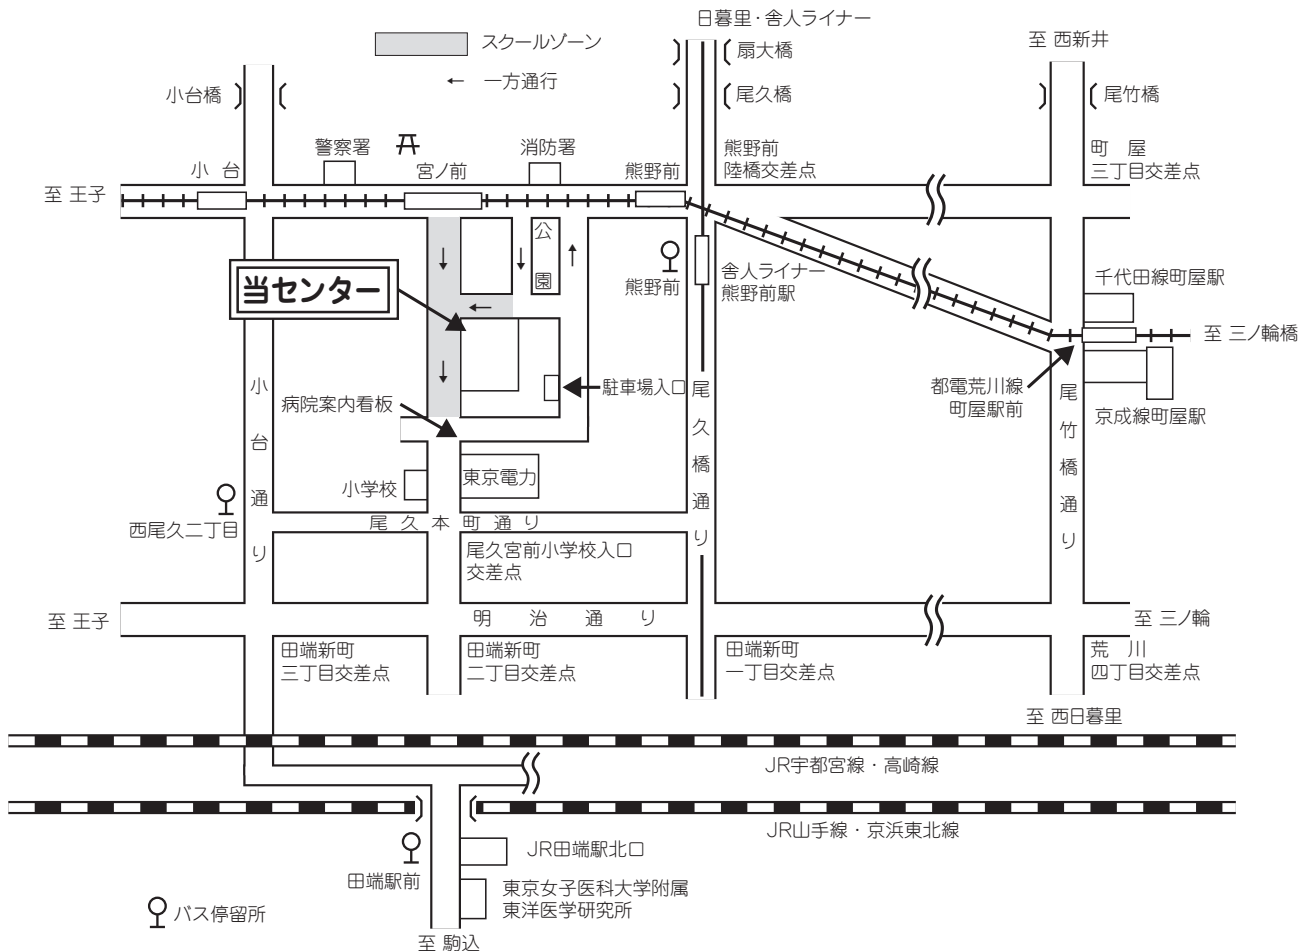 日暮里・舎人ライナー
スクールゾーン
一方通行
扇大橋
至 西新井
小台橋
尾久橋
尾竹橋
警察署
消防署
小台
宮ノ前
熊野前
熊野前
陸橋交差点
町屋
三丁目交差点
至 王子
公園
熊野前
舎人ライナー
熊野前駅
千代田線町屋駅
当センター
至 三ノ輪橋
駐車場入口
都電荒川線
町屋駅前
京成線町屋駅
病院案内看板
小台通り
尾久橋通り
尾竹橋通り
小学校
東京電力
西尾久二丁目
尾久本町通り
尾久宮前小学校入口
交差点
至 王子
明治通り
至 三ノ輪
田端新町
三丁目交差点
田端新町
二丁目交差点
田端新町
一丁目交差点
荒川
四丁目交差点
至 西日暮里
JR宇都宮線・高崎線
JR山手線・京浜東北線
JR田端駅北口
田端駅前
東京女子医科大学附属
東洋医学研究所
バス停留所
至 駒込